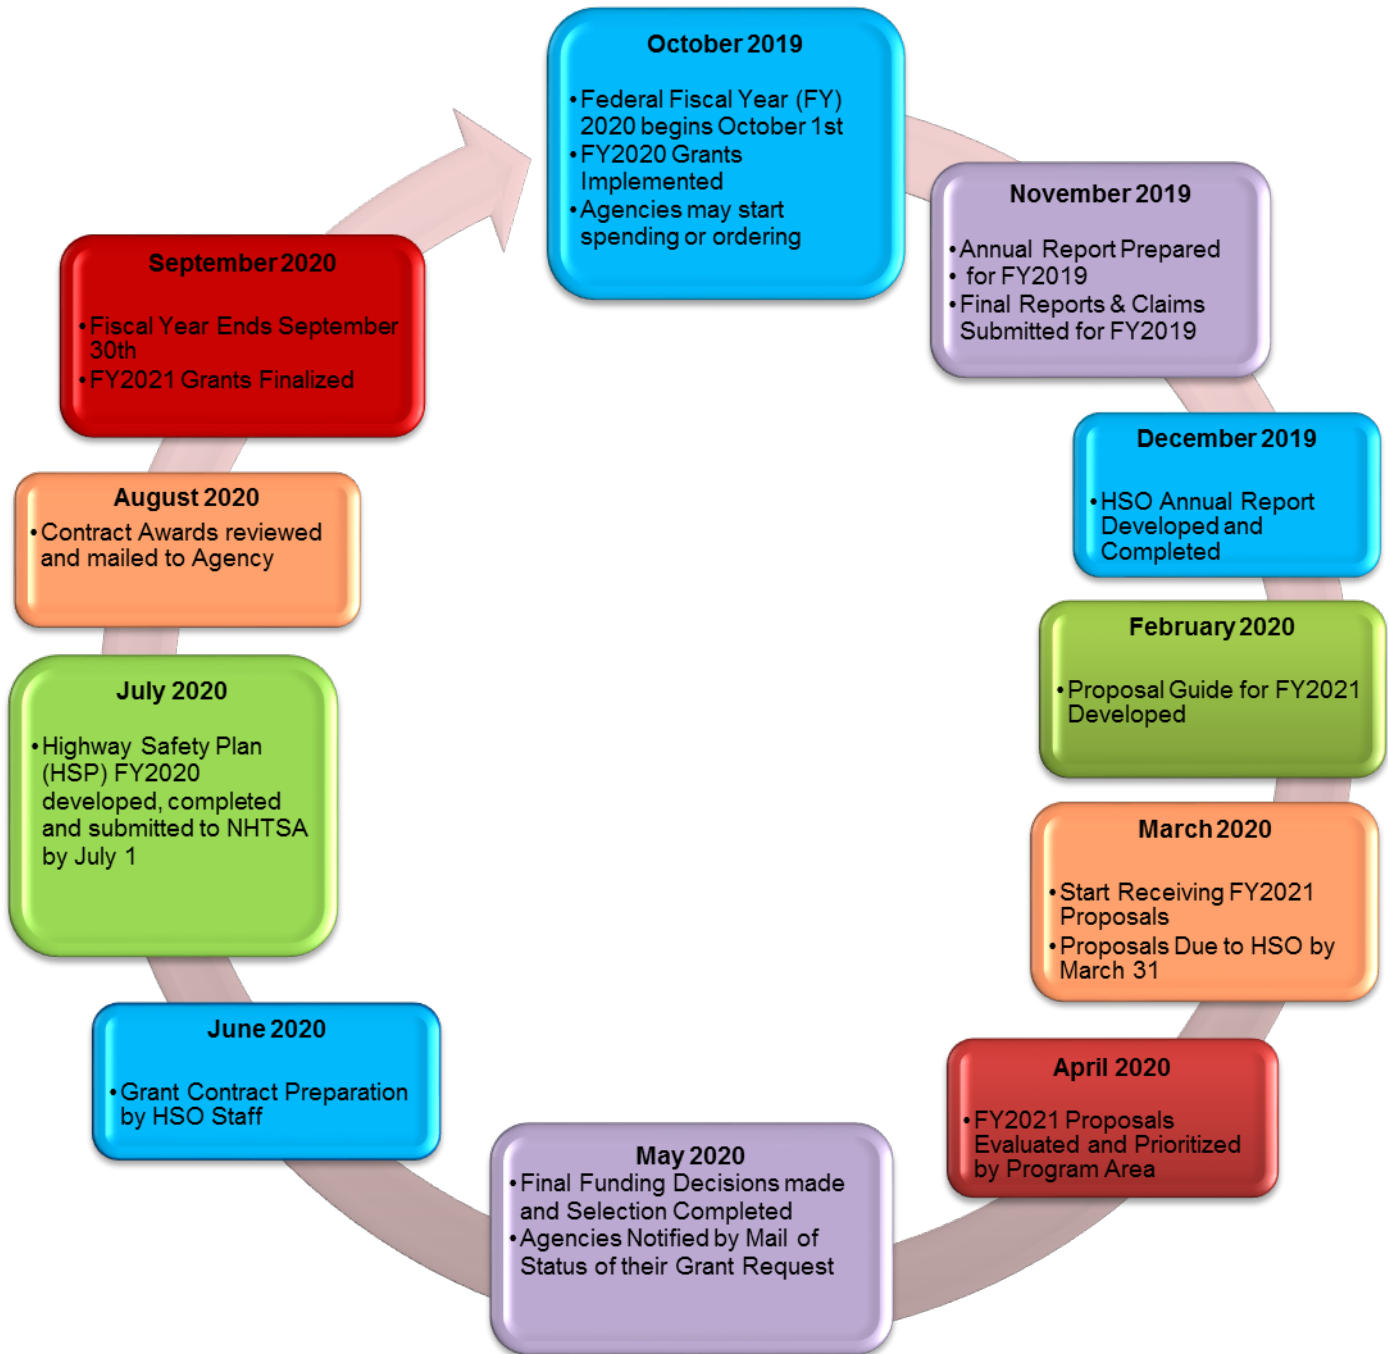 October 2019
• Federal Fiscal Year (FY)
2020 begins October 1st
• FY2020 Grants
Implemented
• Agencies may start
spending or ordering
November 2019
• Annual Report Prepared
• for FY2019
• Final Reports & Claims
Submitted for FY2019
December 2019
• HSO Annual Report
Developed and
Completed
February 2020
• Proposal Guide for FY2021
Developed
March 2020
• Start Receiving FY2021
Proposals
• Proposals Due to HSO by
March 31
April 2020
• FY2021 Proposals
Evaluated and Prioritized
by Program Area
May 2020
• Final Funding Decisions made
and Selection Completed
• Agencies Notified by Mail of
Status of their Grant Request
June 2020
• Grant Contract Preparation
by HSO Staff
July 2020
• Highway Safety Plan
(HSP) FY2020
developed, completed
and submitted to NHTSA
by July 1
August 2020
• Contract Awards reviewed
and mailed to Agency
September 2020
• Fiscal Year Ends September
30th
• FY2021 Grants Finalized